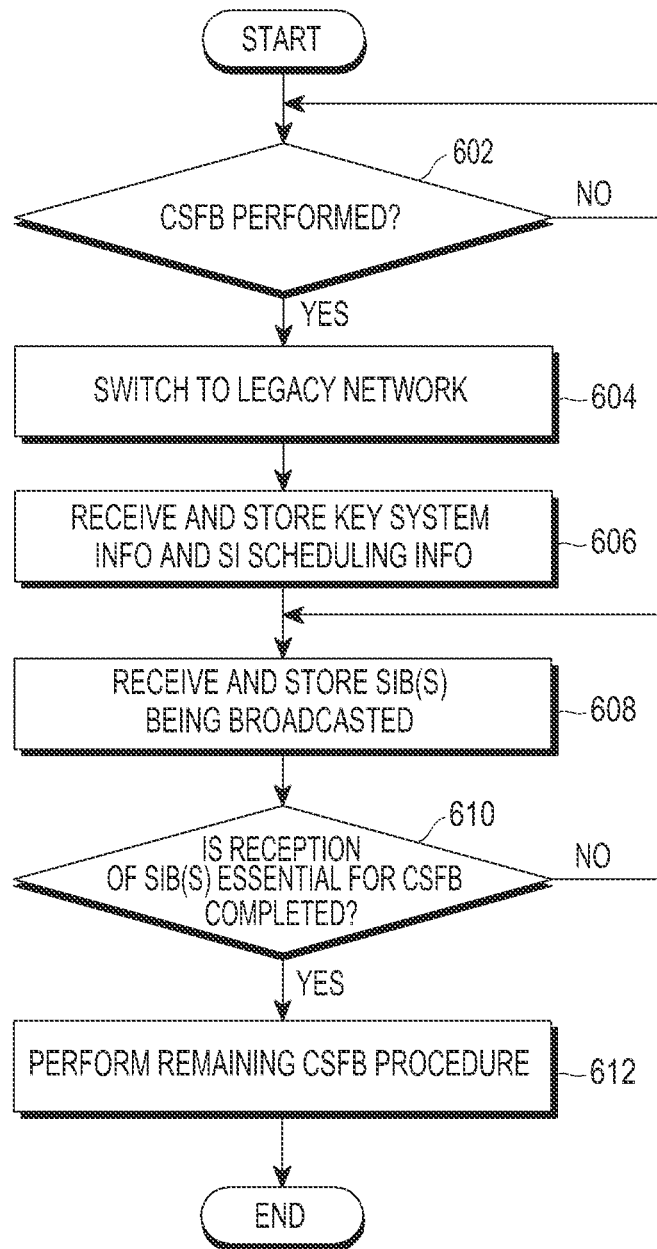 START
602
CSFB PERFORMED?
NO
YES
SWITCH TO LEGACY NETWORK
604
RECEIVE AND STORE KEY SYSTEM
INFO AND SI SCHEDULING INFO
606
RECEIVE AND STORE SIB(S)
BEING BROADCASTED
608
610
IS RECEPTION
OF SIB(S) ESSENTIAL FOR CSFB
COMPLETED?
NO
YES
PERFORM REMAINING CSFB PROCEDURE
612
END